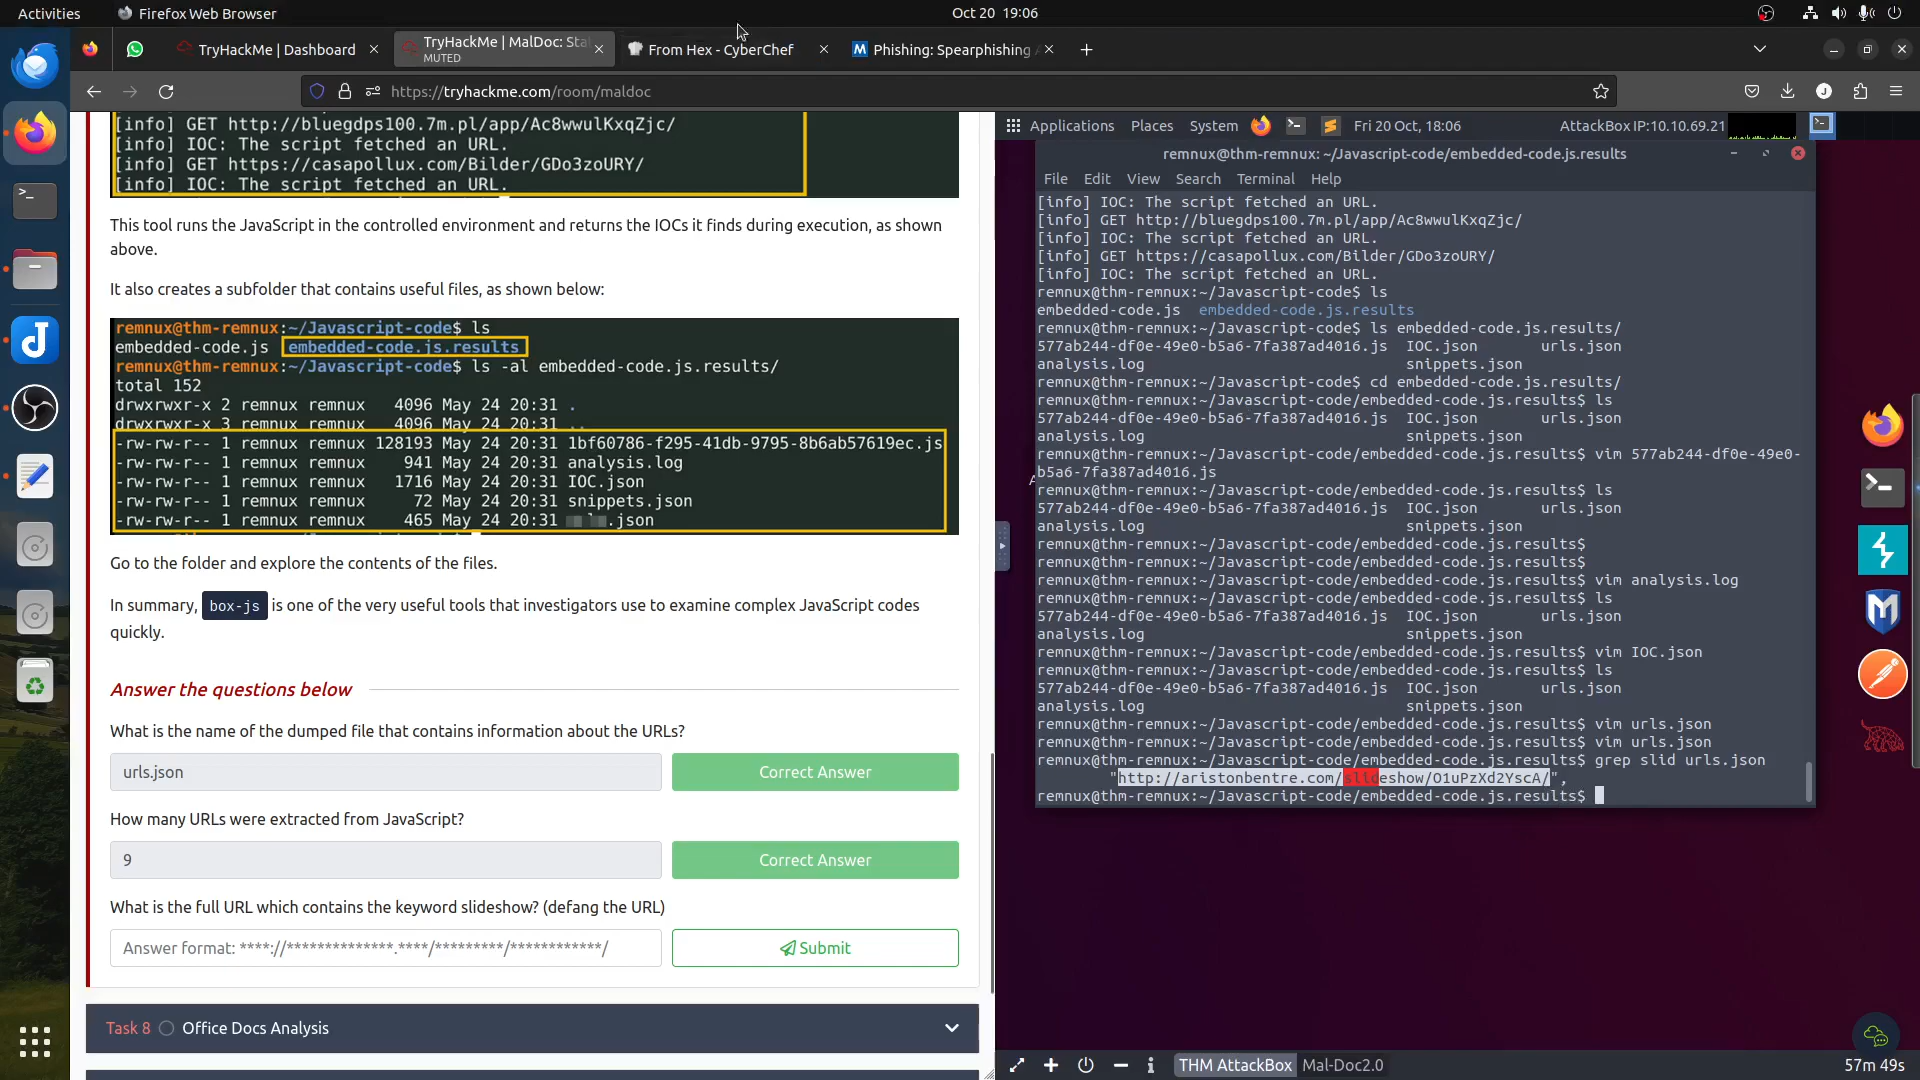 Activities
Firefox Web Browser
Oct 20 19:06
TryHackMe | Dashboard
TryHackMe | MalDoc: Sta
MUTED
From Hex - CyberChef
Phishing: Spearphishing
https://tryhackme.com/room/maldoc
[info] GET http://bluegdps100.7m.pl/app/Ac8wwulKxqZjc/
[info] IOC: The script fetched an URL.
[info] GET https://casapollux.com/Bilder/GDo3zoURY/
[info] IOC: The script fetched an URL.
This tool runs the JavaScript in the controlled environment and returns the IOCs it finds during execution, as shown
above.
It also creates a subfolder that contains useful files, as shown below:
remnux@thm-remnux:~/Javascript-code$ ls
embedded-code.js embedded-code.js.results
remnux@thm-remnux:~/Javascript-code$ ls -al embedded-code.js.results/
total 152
drwxrwxr-x 2 remnux remnux 4096 May 24 20:31 .
drwxrwxr-x 3 remnux remnux 4096 May 24 20:31 ..
-rw-rw-r-- 1 remnux remnux 128193 May 24 20:31 1bf60786-f295-41db-9795-8b6ab57619ec.js
-rw-rw-r-- 1 remnux remnux 941 May 24 20:31 analysis.log
-rw-rw-r-- 1 remnux remnux 1716 May 24 20:31 IOC.json
-rw-rw-r-- 1 remnux remnux 72 May 24 20:31 snippets.json
-rw-rw-r-- 1 remnux remnux 465 May 24 20:31 .json
Go to the folder and explore the contents of the files.
In summary, box-js is one of the very useful tools that investigators use to examine complex JavaScript codes
quickly.
Answer the questions below
What is the name of the dumped file that contains information about the URLs?
urls.json
Correct Answer
How many URLs were extracted from JavaScript?
9
Correct Answer
What is the full URL which contains the keyword slideshow? (defang the URL)
Answer format: ****://**************.****/*********/************/
Submit
Task 8 Office Docs Analysis
Applications Places System
Fri 20 Oct, 18:06
AttackBox IP:10.10.69.21
remnux@thm-remnux: ~/Javascript-code/embedded-code.js.results
File Edit View Search Terminal Help
[info] IOC: The script fetched an URL.
[info] GET http://bluegdps100.7m.pl/app/Ac8wwulKxqZjc/
[info] IOC: The script fetched an URL.
[info] GET https://casapollux.com/Bilder/GDo3zoURY/
[info] IOC: The script fetched an URL.
remnux@thm-remnux:~/Javascript-code$ ls
embedded-code.js embedded-code.js.results
remnux@thm-remnux:~/Javascript-code$ ls embedded-code.js.results/
577ab244-df0e-49e0-b5a6-7fa387ad4016.js IOC.json urls.json
analysis.log snippets.json
remnux@thm-remnux:~/Javascript-code$ cd embedded-code.js.results/
remnux@thm-remnux:~/Javascript-code/embedded-code.js.results$ ls
577ab244-df0e-49e0-b5a6-7fa387ad4016.js IOC.json urls.json
analysis.log snippets.json
remnux@thm-remnux:~/Javascript-code/embedded-code.js.results$ vim 577ab244-df0e-49e0-
b5a6-7fa387ad4016.js
remnux@thm-remnux:~/Javascript-code/embedded-code.js.results$ ls
577ab244-df0e-49e0-b5a6-7fa387ad4016.js IOC.json urls.json
analysis.log snippets.json
remnux@thm-remnux:~/Javascript-code/embedded-code.js.results$
remnux@thm-remnux:~/Javascript-code/embedded-code.js.results$
remnux@thm-remnux:~/Javascript-code/embedded-code.js.results$ vim analysis.log
remnux@thm-remnux:~/Javascript-code/embedded-code.js.results$ ls
577ab244-df0e-49e0-b5a6-7fa387ad4016.js IOC.json urls.json
analysis.log snippets.json
remnux@thm-remnux:~/Javascript-code/embedded-code.js.results$ vim IOC.json
remnux@thm-remnux:~/Javascript-code/embedded-code.js.results$ ls
577ab244-df0e-49e0-b5a6-7fa387ad4016.js IOC.json urls.json
analysis.log snippets.json
remnux@thm-remnux:~/Javascript-code/embedded-code.js.results$ vim urls.json
remnux@thm-remnux:~/Javascript-code/embedded-code.js.results$ vim urls.json
remnux@thm-remnux:~/Javascript-code/embedded-code.js.results$ grep slid urls.json
"http://aristonbentre.com/slideshow/O1uPzXd2YscA/",
remnux@thm-remnux:~/Javascript-code/embedded-code.js.results$
THM AttackBox Mal-Doc2.0
57m 49s